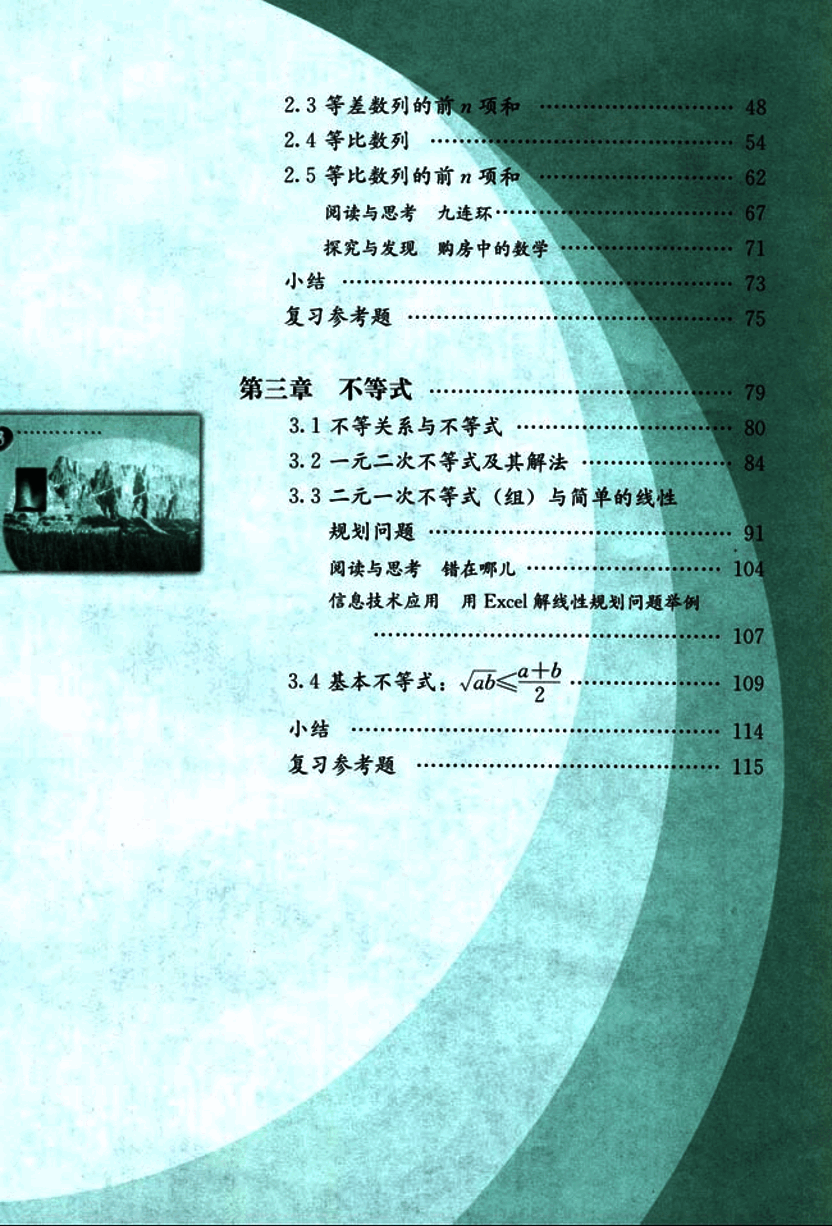 2.3 等差数列的前 n 项和 ………………………… 48
2.4 等比数列 ………………………… 54
2.5 等比数列的前 n 项和 ………………………… 62
阅读与思考 九连环………………………… 67
探究与发现 购房中的数学 ………………………… 71
小结 ………………………… 73
复习参考题 ………………………… 75
第三章 不等式 ………………………… 79
3.1 不等关系与不等式 ………………………… 80
3.2 一元二次不等式及其解法 ………………………… 84
3.3 二元一次不等式（组）与简单的线性
规划问题 ………………………… 91
阅读与思考 错在哪儿 ………………………… 104
信息技术应用 用 Excel 解线性规划问题举例
………………………… 107
3.4 基本不等式：√ab≤(a+b)/2 ………………………… 109
小结 ………………………… 114
复习参考题 ………………………… 115